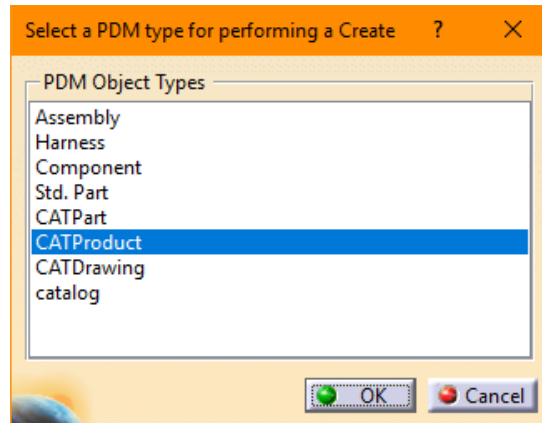 Select a PDM type for performing a Create ? ×
PDM Object Types
Assembly
Harness
Component
Std. Part
CATPart
CATProduct
CATDrawing
catalog
OK Cancel